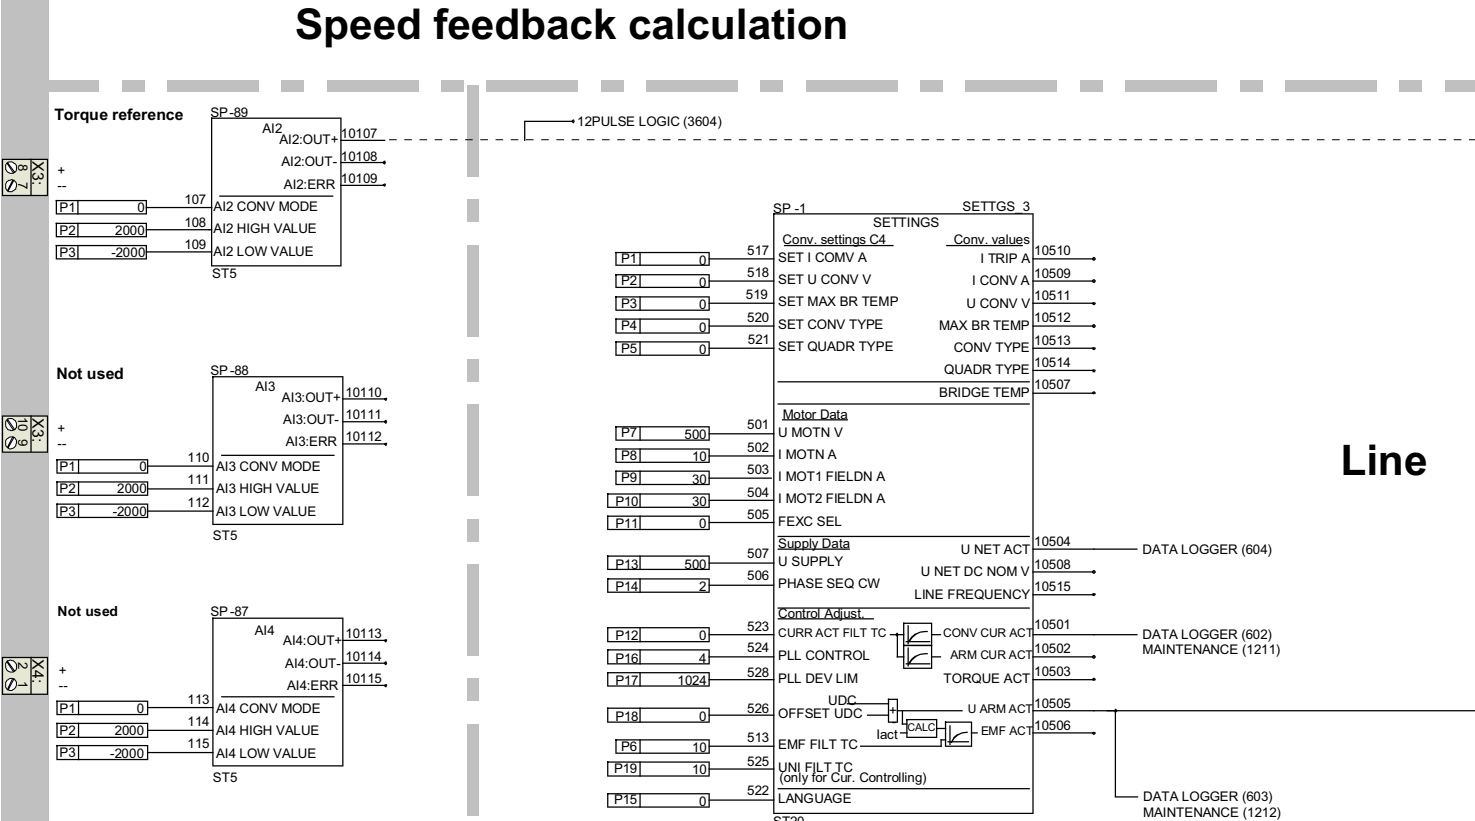 Speed feedback calculation
Torque reference
SP -89
AI2
AI2:OUT+ 10107
AI2:OUT- 10108
AI2:ERR 10109
X3:
8
7
+
--
P1 0 107 AI2 CONV MODE
P2 2000 108 AI2 HIGH VALUE
P3 -2000 109 AI2 LOW VALUE
ST5
Not used
SP -88
AI3
AI3:OUT+ 10110
AI3:OUT- 10111
AI3:ERR 10112
X3:
10
9
+
--
P1 0 110 AI3 CONV MODE
P2 2000 111 AI3 HIGH VALUE
P3 -2000 112 AI3 LOW VALUE
ST5
Not used
SP -87
AI4
AI4:OUT+ 10113
AI4:OUT- 10114
AI4:ERR 10115
X4:
2
1
+
--
P1 0 113 AI4 CONV MODE
P2 2000 114 AI4 HIGH VALUE
P3 -2000 115 AI4 LOW VALUE
ST5
12PULSE LOGIC (3604)
SP -1 SETTGS_3
SETTINGS
Conv. settings C4 Conv. values
P1 0 517 SET I COMV A I TRIP A 10510
P2 0 518 SET U CONV V I CONV A 10509
P3 0 519 SET MAX BR TEMP U CONV V 10511
P4 0 520 SET CONV TYPE MAX BR TEMP 10512
P5 0 521 SET QUADR TYPE CONV TYPE 10513
QUADR TYPE 10514
BRIDGE TEMP 10507
Motor Data
P7 500 501 U MOTN V
P8 10 502 I MOTN A
P9 30 503 I MOT1 FIELDN A
P10 30 504 I MOT2 FIELDN A
P11 0 505 FEXC SEL
Line
Supply Data
U NET ACT 10504 DATA LOGGER (604)
P13 500 507 U SUPPLY
U NET DC NOM V 10508
P14 2 506 PHASE SEQ CW
LINE FREQUENCY 10515
Control Adjust.
P12 0 523 CURR ACT FILT TC CONV CUR ACT 10501 DATA LOGGER (602)
MAINTENANCE (1211)
P16 4 524 PLL CONTROL ARM CUR ACT 10502
P17 1024 528 PLL DEV LIM TORQUE ACT 10503
UDC
P18 0 526 OFFSET UDC + U ARM ACT 10505
Iact CALC EMF ACT 10506
P6 10 513 EMF FILT TC
P19 10 525 UNI FILT TC
(only for Cur. Controlling)
P15 0 522 LANGUAGE
DATA LOGGER (603)
MAINTENANCE (1212)
ST20